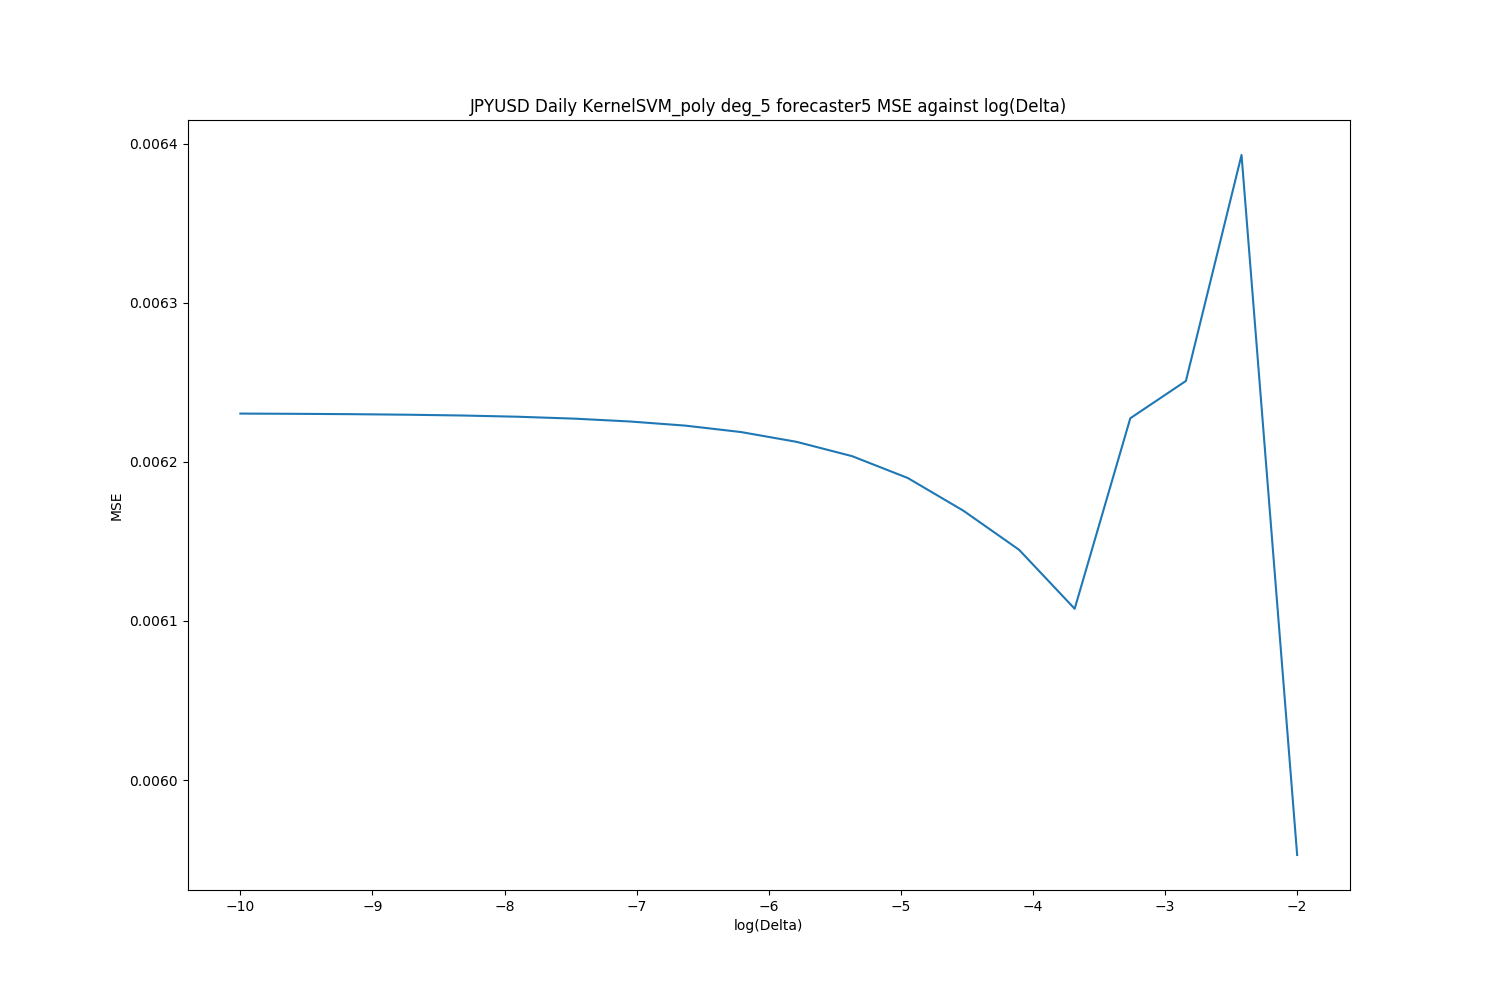 JPYUSD Daily KernelSVM_poly deg_5 forecaster5 MSE against log(Delta)
0.0064
0.0063
0.0062
0.0061
0.0060
MSE
−10 −9 −8 −7 −6 −5 −4 −3 −2
log(Delta)